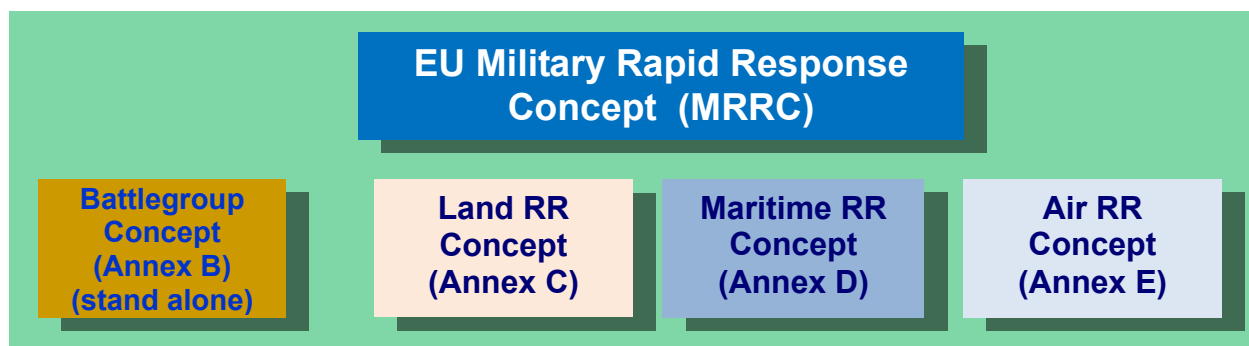 EU Military Rapid Response
Concept (MRRC)
Battlegroup
Concept
(Annex B)
(stand alone)
Land RR
Concept
(Annex C)
Maritime RR
Concept
(Annex D)
Air RR
Concept
(Annex E)